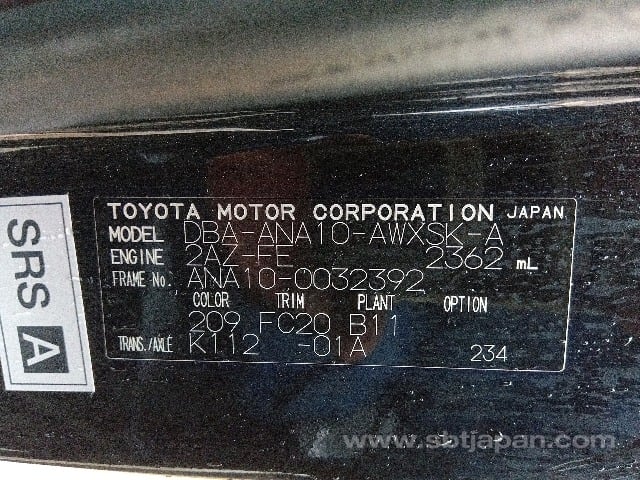 TOYOTA MOTOR CORPORATION JAPAN
MODEL DBA-ANA10-AWXSK-A
ENGINE 2AZ-FE 2362 mL
FRAME No. ANA10-0032392
COLOR TRIM PLANT OPTION
209 FC20 B11
TRANS./AXLE K112 -01A 234
SRS A
www.sbtjapan.com